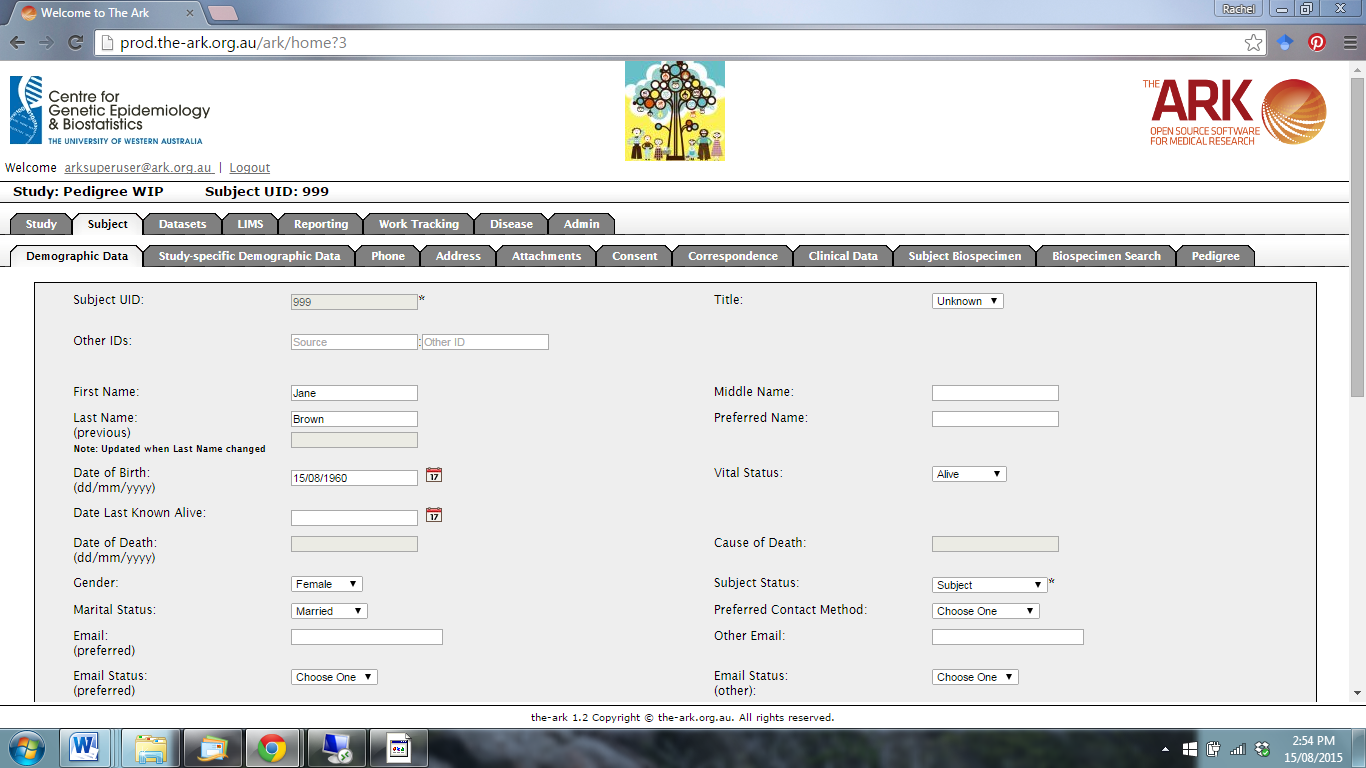 Welcome to The Ark
Rachel
prod.the-ark.org.au/ark/home?3
Centre for
Genetic Epidemiology
& Biostatistics
THE UNIVERSITY OF WESTERN AUSTRALIA
THE
ARK
OPEN SOURCE SOFTWARE
FOR MEDICAL RESEARCH
Welcome arksuperuser@ark.org.au | Logout
Study: Pedigree WIP Subject UID: 999
Study Subject Datasets LIMS Reporting Work Tracking Disease Admin
Demographic Data Study-specific Demographic Data Phone Address Attachments Consent Correspondence Clinical Data Subject Biospecimen Biospecimen Search Pedigree
Subject UID: 999 * Title: Unknown
Other IDs: Source : Other ID
First Name: Jane Middle Name:
Last Name: Brown Preferred Name:
(previous)
Note: Updated when Last Name changed
Date of Birth: 15/08/1960 17 Vital Status: Alive
(dd/mm/yyyy)
Date Last Known Alive: 17
Date of Death: Cause of Death:
(dd/mm/yyyy)
Gender: Female Subject Status: Subject *
Marital Status: Married Preferred Contact Method: Choose One
Email: Other Email:
(preferred)
Email Status: Choose One Email Status: Choose One
(preferred) (other):
the-ark 1.2 Copyright © the-ark.org.au. All rights reserved.
2:54 PM
15/08/2015